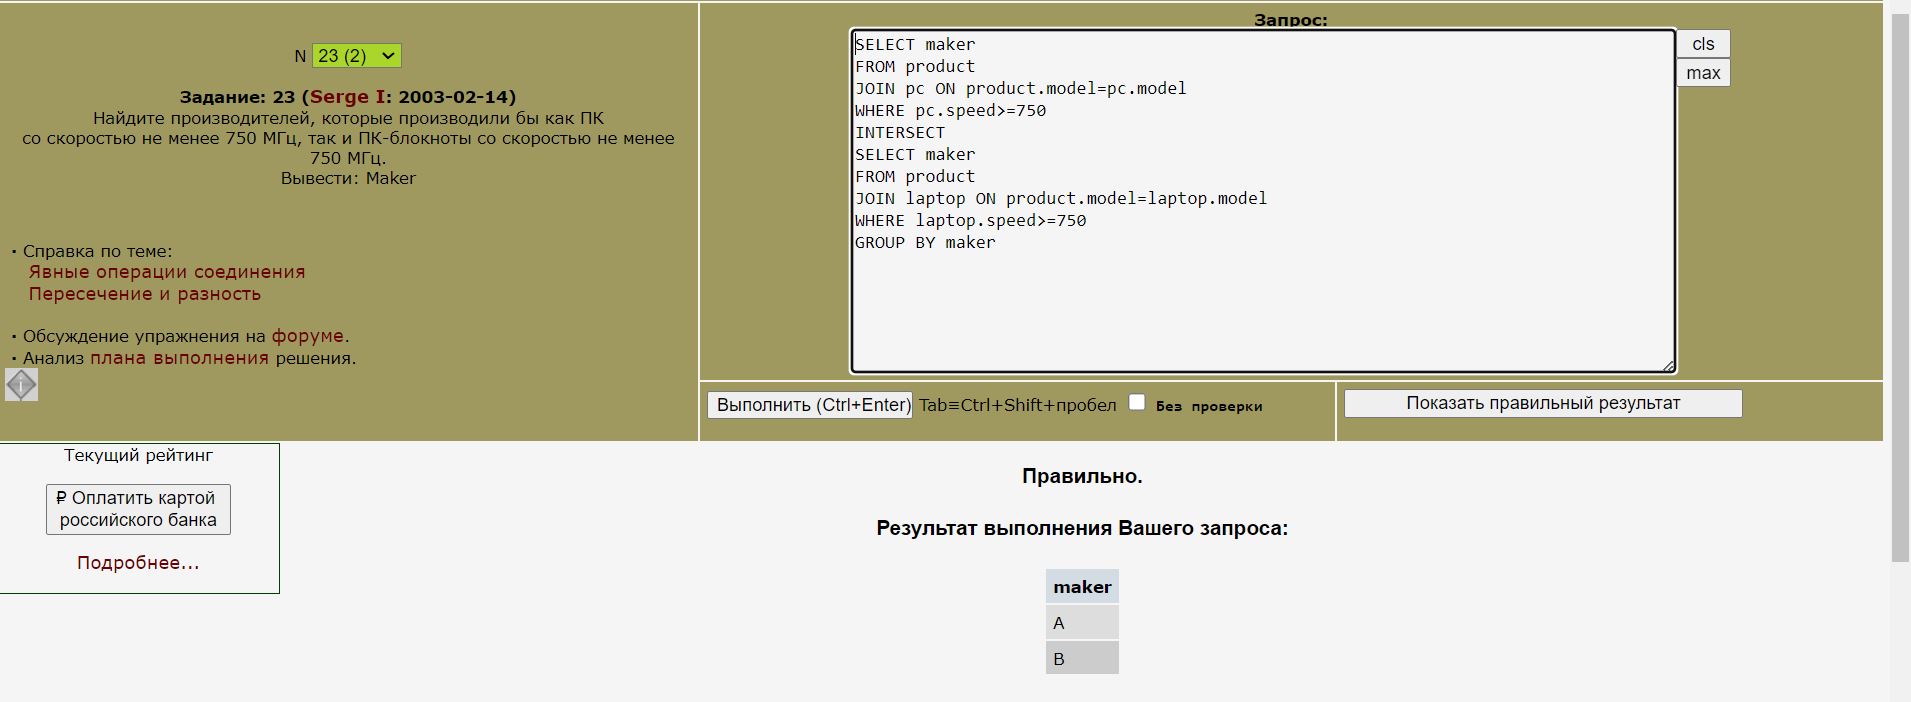 N 23 (2)
Задание: 23 (Serge I: 2003-02-14)
Найдите производителей, которые производили бы как ПК
со скоростью не менее 750 МГц, так и ПК-блокноты со скоростью не менее
750 МГц.
Вывести: Maker
· Справка по теме:
Явные операции соединения
Пересечение и разность
· Обсуждение упражнения на форуме.
· Анализ плана выполнения решения.
i
Запрос:
SELECT maker
FROM product
JOIN pc ON product.model=pc.model
WHERE pc.speed>=750
INTERSECT
SELECT maker
FROM product
JOIN laptop ON product.model=laptop.model
WHERE laptop.speed>=750
GROUP BY maker
cls
max
Выполнить (Ctrl+Enter) Tab≡Ctrl+Shift+пробел Без проверки
Показать правильный результат
Текущий рейтинг
₽ Оплатить картой
российского банка
Подробнее...
Правильно.
Результат выполнения Вашего запроса:
maker
A
B